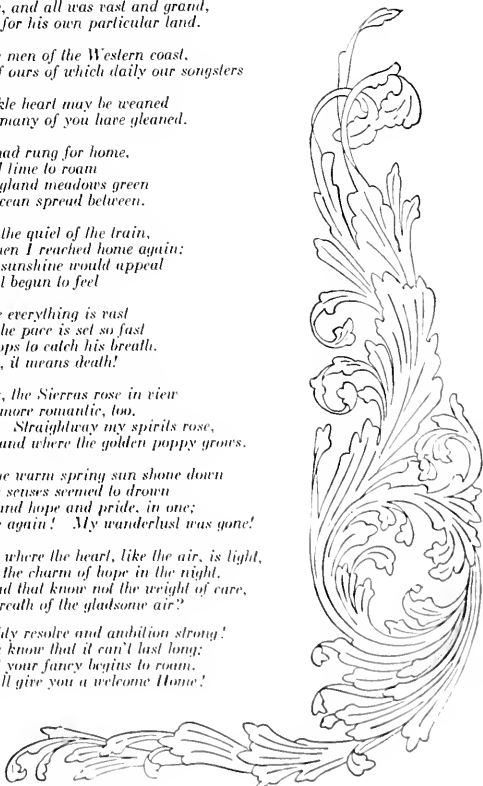 , and all was vast and grand,
for his own particular land.
men of the Western coast,
ours of which daily our songsters
kle heart may be weaned
many of you have gleaned.
had rung for home,
time to roam
gland meadows green
cean spread between.
the quiet of the train,
hen I reached home again;
sunshine would appeal
I begun to feel
everything is vast
he pace is set so fast
ops to catch his breath.
, it means death!
, the Sierras rose in view
more romantic, too.
Straightway my spirits rose,
and where the golden poppy grows.
e warm spring sun shone down
senses seemed to drown
and hope and pride, in one;
again! My wanderlust was gone!
where the heart, like the air, is light,
the charm of hope in the night,
d that know not the weight of care,
reath of the gladsome air?
resolve and ambition strong!
know that it can't last long;
your fancy begins to roam.
ll give you a welcome Home!